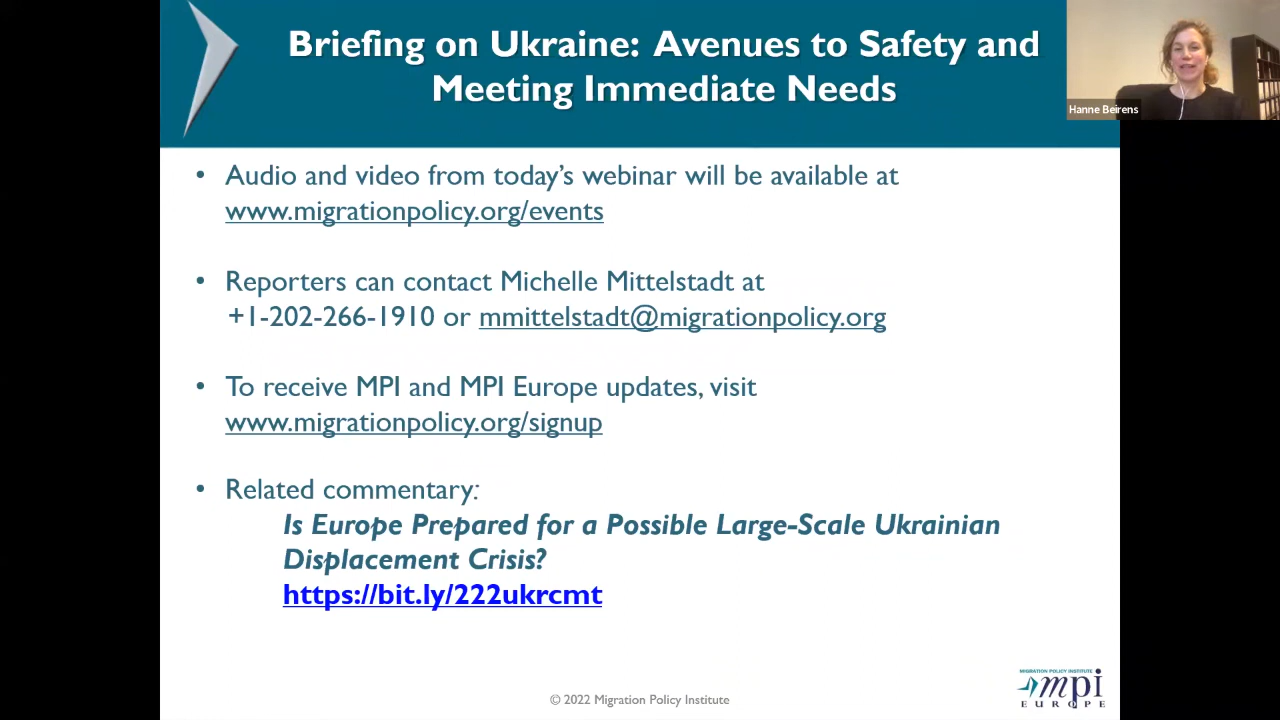 Briefing on Ukraine: Avenues to Safety and
Meeting Immediate Needs
Hanne Beirens
• Audio and video from today's webinar will be available at
www.migrationpolicy.org/events
• Reporters can contact Michelle Mittelstadt at
+1-202-266-1910 or mmittelstadt@migrationpolicy.org
• To receive MPI and MPI Europe updates, visit
www.migrationpolicy.org/signup
• Related commentary:
Is Europe Prepared for a Possible Large-Scale Ukrainian
Displacement Crisis?
https://bit.ly/222ukrcmt
MIGRATION POLICY INSTITUTE
mpi
EUROPE
© 2022 Migration Policy Institute